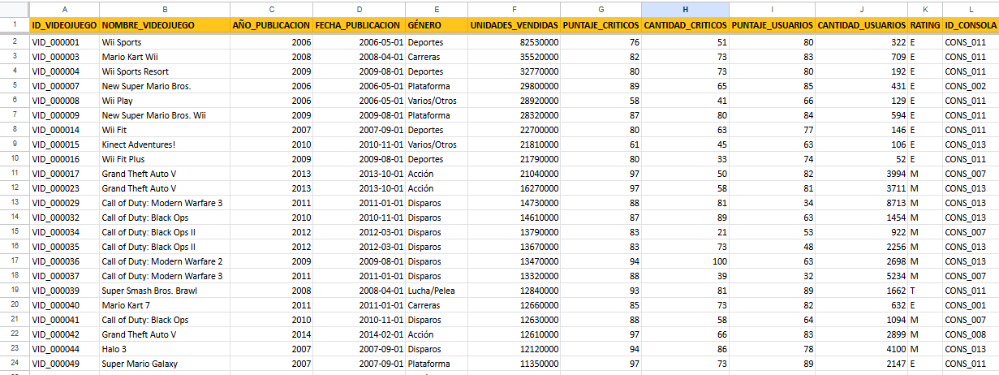 A B C D E F G H I J K L
1 ID_VIDEOJUEGO NOMBRE_VIDEOJUEGO AÑO_PUBLICACION FECHA_PUBLICACION GÉNERO UNIDADES_VENDIDAS PUNTAJE_CRITICOS CANTIDAD_CRITICOS PUNTAJE_USUARIOS CANTIDAD_USUARIOS RATING ID_CONSOLA
2 VID_000001 Wii Sports 2006 2006-05-01 Deportes 82530000 76 51 80 322 E CONS_011
3 VID_000003 Mario Kart Wii 2008 2008-04-01 Carreras 35520000 82 73 83 709 E CONS_011
4 VID_000004 Wii Sports Resort 2009 2009-08-01 Deportes 32770000 80 73 80 192 E CONS_011
5 VID_000007 New Super Mario Bros. 2006 2006-05-01 Plataforma 29800000 89 65 85 431 E CONS_002
6 VID_000008 Wii Play 2006 2006-05-01 Varios/Otros 28920000 58 41 66 129 E CONS_011
7 VID_000009 New Super Mario Bros. Wii 2009 2009-08-01 Plataforma 28320000 87 80 84 594 E CONS_011
8 VID_000014 Wii Fit 2007 2007-09-01 Deportes 22700000 80 63 77 146 E CONS_011
9 VID_000015 Kinect Adventures! 2010 2010-11-01 Varios/Otros 21810000 61 45 63 106 E CONS_013
10 VID_000016 Wii Fit Plus 2009 2009-08-01 Deportes 21790000 80 33 74 52 E CONS_011
11 VID_000017 Grand Theft Auto V 2013 2013-10-01 Acción 21040000 97 50 82 3994 M CONS_007
12 VID_000023 Grand Theft Auto V 2013 2013-10-01 Acción 16270000 97 58 81 3711 M CONS_013
13 VID_000029 Call of Duty: Modern Warfare 3 2011 2011-01-01 Disparos 14730000 88 81 34 8713 M CONS_013
14 VID_000032 Call of Duty: Black Ops 2010 2010-11-01 Disparos 14610000 87 89 63 1454 M CONS_013
15 VID_000034 Call of Duty: Black Ops II 2012 2012-03-01 Disparos 13790000 83 21 53 922 M CONS_007
16 VID_000035 Call of Duty: Black Ops II 2012 2012-03-01 Disparos 13670000 83 73 48 2256 M CONS_013
17 VID_000036 Call of Duty: Modern Warfare 2 2009 2009-08-01 Disparos 13470000 94 100 63 2698 M CONS_013
18 VID_000037 Call of Duty: Modern Warfare 3 2011 2011-01-01 Disparos 13320000 88 39 32 5234 M CONS_007
19 VID_000039 Super Smash Bros. Brawl 2008 2008-04-01 Lucha/Pelea 12840000 93 81 89 1662 T CONS_011
20 VID_000040 Mario Kart 7 2011 2011-01-01 Carreras 12660000 85 73 82 632 E CONS_001
21 VID_000041 Call of Duty: Black Ops 2010 2010-11-01 Disparos 12630000 88 58 64 1094 M CONS_007
22 VID_000042 Grand Theft Auto V 2014 2014-02-01 Acción 12610000 97 66 83 2899 M CONS_008
23 VID_000044 Halo 3 2007 2007-09-01 Disparos 12120000 94 86 78 4100 M CONS_013
24 VID_000049 Super Mario Galaxy 2007 2007-09-01 Plataforma 11350000 97 73 89 2147 E CONS_011